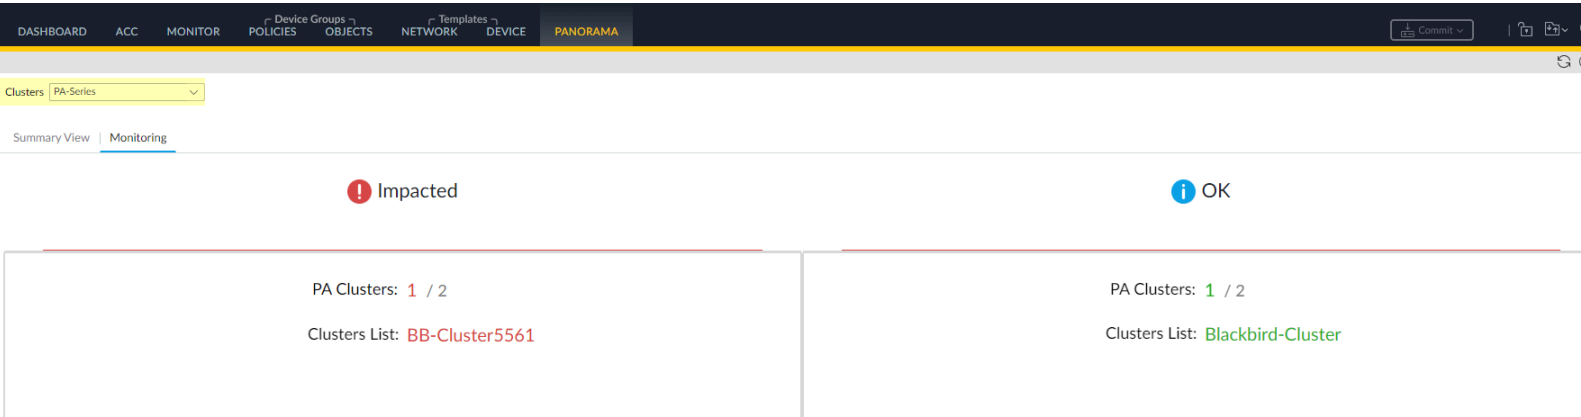 Device Groups
Templates
DASHBOARD ACC MONITOR POLICIES OBJECTS NETWORK DEVICE PANORAMA
Commit
Clusters PA-Series
Summary View | Monitoring
Impacted
OK
PA Clusters: 1 / 2
Clusters List: BB-Cluster5561
PA Clusters: 1 / 2
Clusters List: Blackbird-Cluster